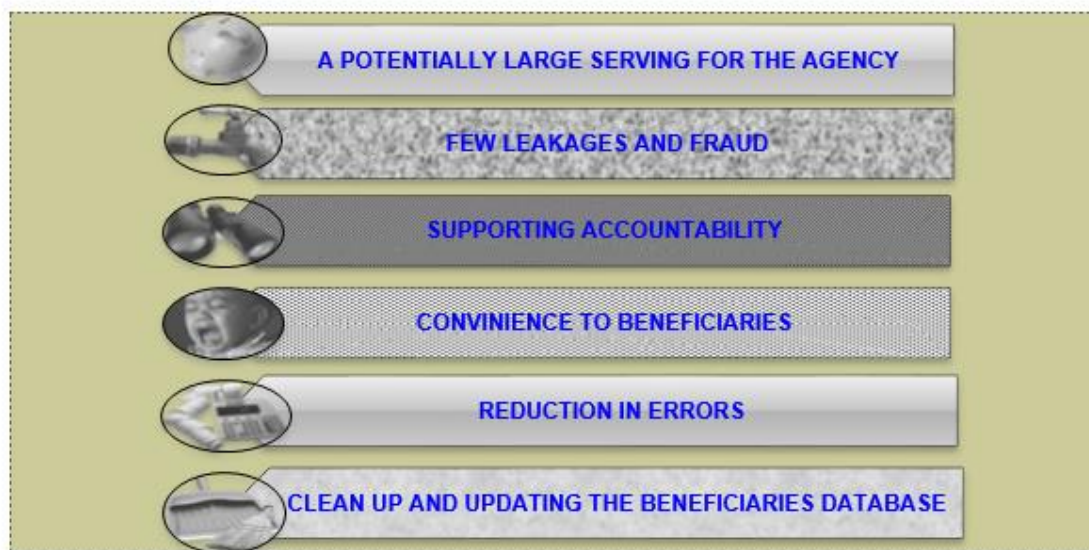 A POTENTIALLY LARGE SERVING FOR THE AGENCY
FEW LEAKAGES AND FRAUD
SUPPORTING ACCOUNTABILITY
CONVINIENCE TO BENEFICIARIES
REDUCTION IN ERRORS
CLEAN UP AND UPDATING THE BENEFICIARIES DATABASE